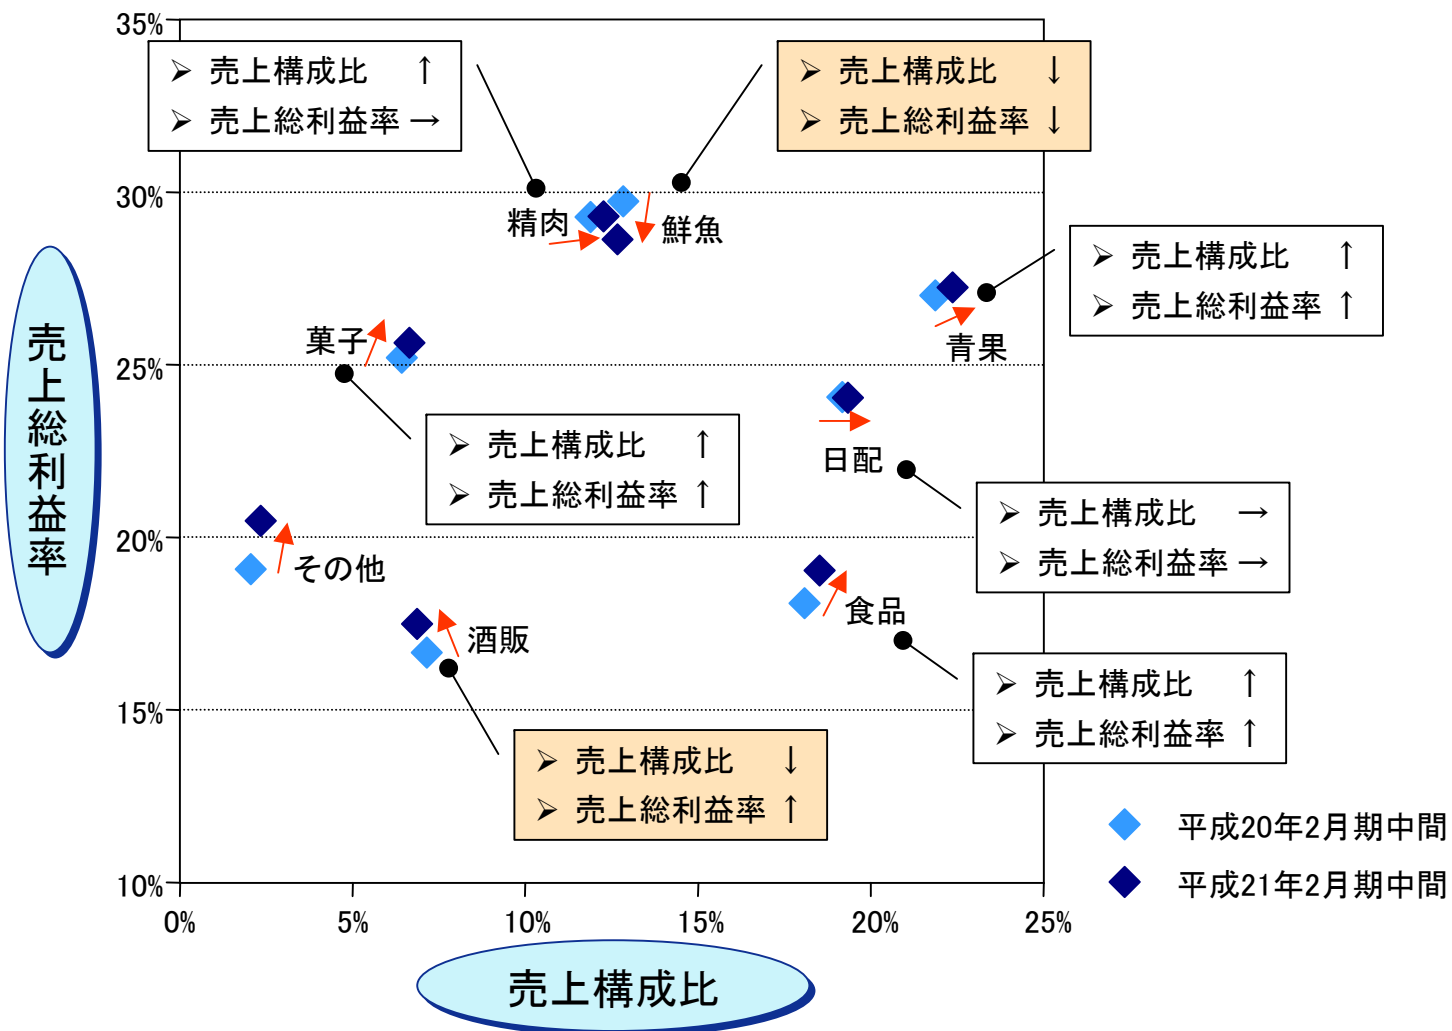 35%
➢ 売上構成比 ↑
➢ 売上総利益率 →
➢ 売上構成比 ↓
➢ 売上総利益率 ↓
30%
精肉
鮮魚
➢ 売上構成比 ↑
➢ 売上総利益率 ↑
青果
菓子
25%
➢ 売上構成比 ↑
➢ 売上総利益率 ↑
日配
➢ 売上構成比 →
➢ 売上総利益率 →
売上総利益率
20%
その他
食品
酒販
➢ 売上構成比 ↑
➢ 売上総利益率 ↑
15%
➢ 売上構成比 ↓
➢ 売上総利益率 ↑
平成20年2月期中間
平成21年2月期中間
10%
0% 5% 10% 15% 20% 25%
売上構成比